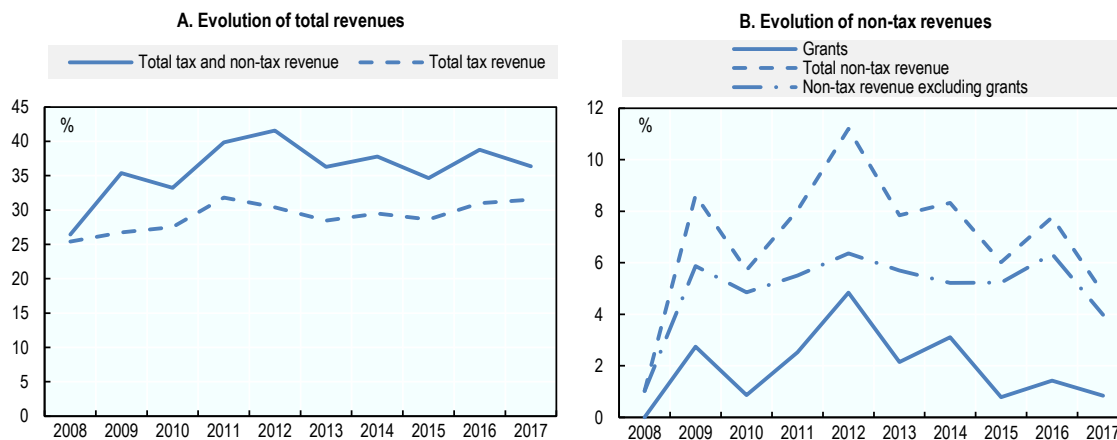 A. Evolution of total revenues
Total tax and non-tax revenue
Total tax revenue
%
45
40
35
30
25
20
15
10
5
0
2008 2009 2010 2011 2012 2013 2014 2015 2016 2017
B. Evolution of non-tax revenues
Grants
Total non-tax revenue
Non-tax revenue excluding grants
%
12
10
8
6
4
2
0
2008 2009 2010 2011 2012 2013 2014 2015 2016 2017